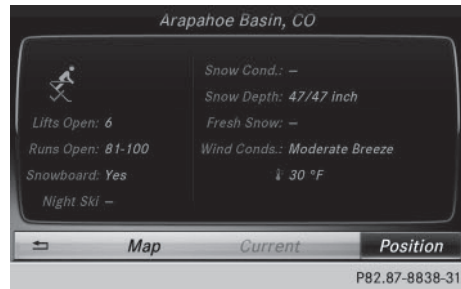 Arapahoe Basin, CO
Lifts Open: 6
Runs Open: 81-100
Snowboard: Yes
Night Ski –
Snow Cond.: –
Snow Depth: 47/47 inch
Fresh Snow: –
Wind Conds.: Moderate Breeze
30 °F
Map
Current
Position
P82.87-8838-31